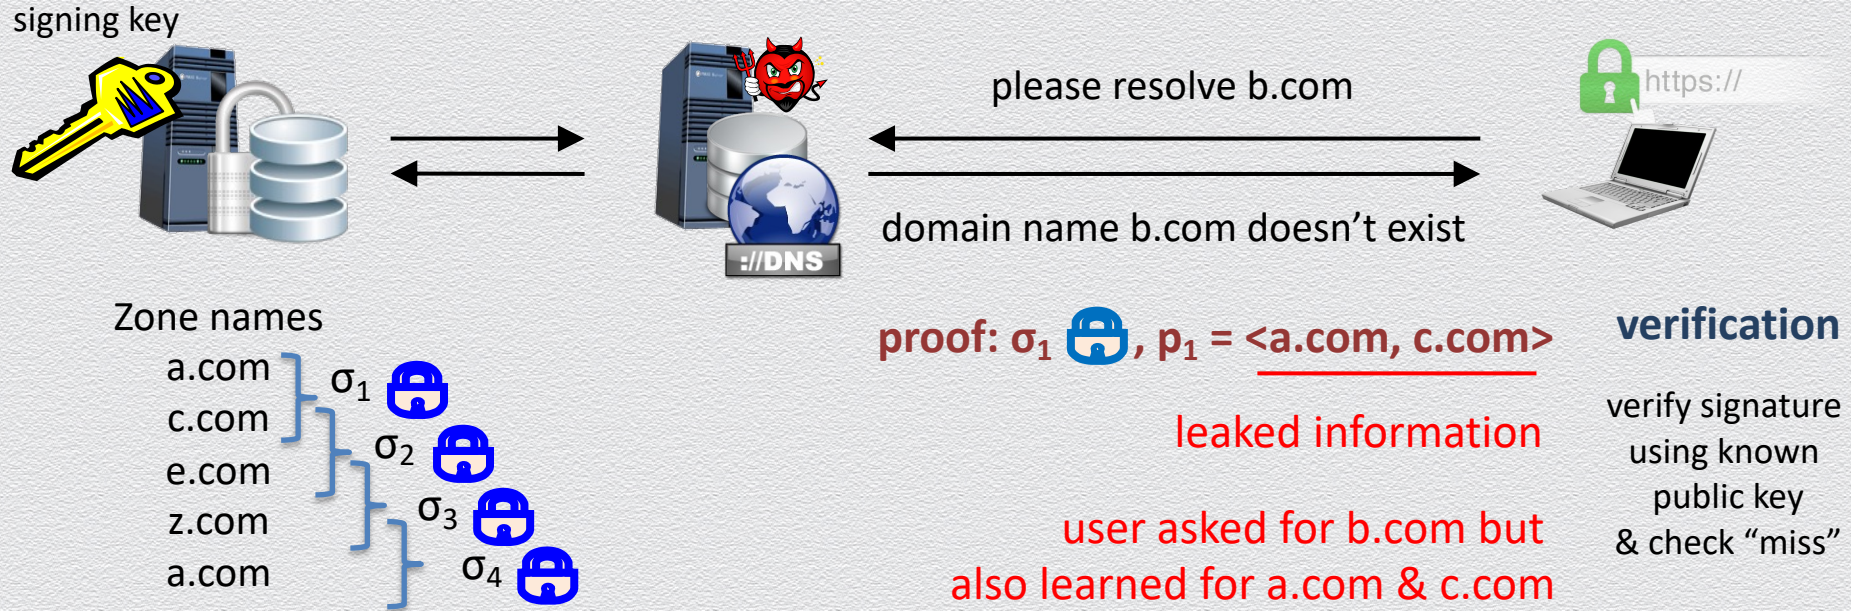 signing key
please resolve b.com
https://
domain name b.com doesn’t exist
://DNS
Zone names
a.com
c.com
e.com
z.com
a.com
σ1
σ2
σ3
σ4
proof: σ1 , p1 = <a.com, c.com>
leaked information
user asked for b.com but
also learned for a.com & c.com
verification
verify signature
using known
public key
& check “miss”